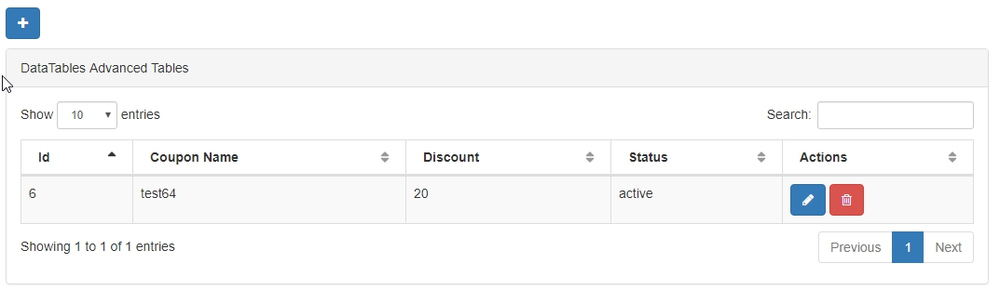 +
DataTables Advanced Tables
Show 10 entries Search:
Id Coupon Name Discount Status Actions
6 test64 20 active
Showing 1 to 1 of 1 entries Previous 1 Next